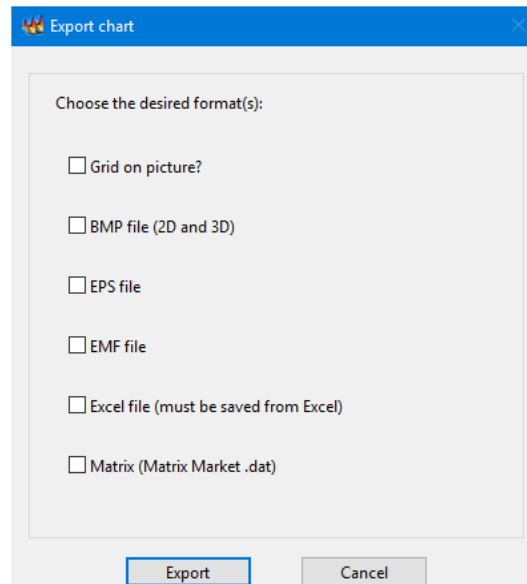 Export chart
Choose the desired format(s):
Grid on picture?
BMP file (2D and 3D)
EPS file
EMF file
Excel file (must be saved from Excel)
Matrix (Matrix Market .dat)
Export
Cancel